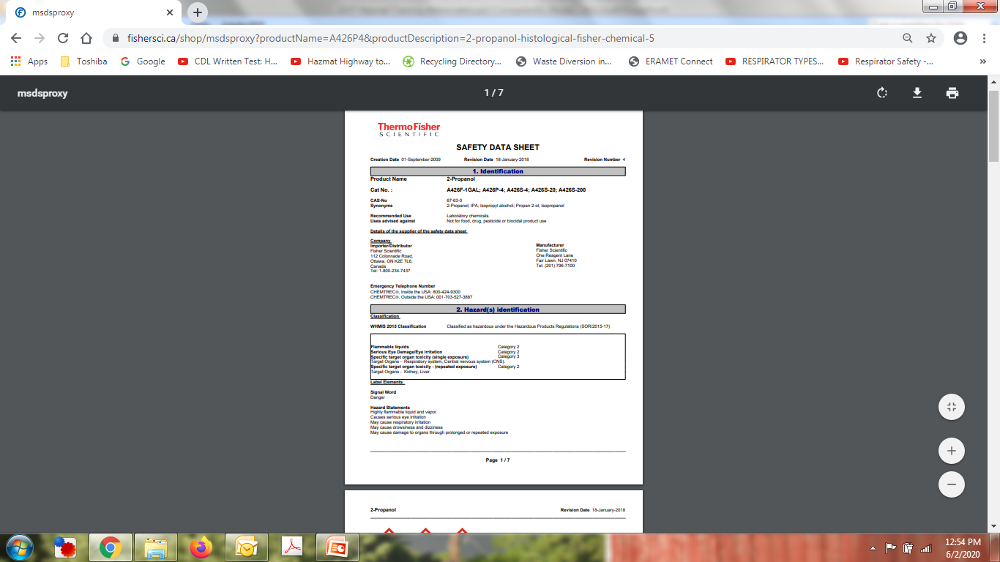 msdsproxy
fishersci.ca/shop/msdsproxy?productName=A426P4&productDescription=2-propanol-histological-fisher-chemical-5
Apps Toshiba Google CDL Written Test: H... Hazmat Highway to... Recycling Directory... Waste Diversion in... ERAMET Connect RESPIRATOR TYPES... Respirator Safety -... »
msdsproxy 1 / 7
ThermoFisher
SCIENTIFIC
SAFETY DATA SHEET
Creation Date 01-September-2009 Revision Date 18-January-2018 Revision Number 4
1. Identification
Product Name 2-Propanol
Cat No. : A426F-1GAL; A426P-4; A426S-4; A426S-20; A426S-200
CAS-No 67-63-0
Synonyms 2-Propanol; IPA; Isopropyl alcohol; Propan-2-ol; Isopropanol
Recommended Use Laboratory chemicals.
Uses advised against Not for food, drug, pesticide or biocidal product use
Details of the supplier of the safety data sheet
Company
Importer/Distributor
Fisher Scientific
112 Colonnade Road,
Ottawa, ON K2E 7L6,
Canada
Tel: 1-800-234-7437
Manufacturer
Fisher Scientific
One Reagent Lane
Fair Lawn, NJ 07410
Tel: (201) 796-7100
Emergency Telephone Number
CHEMTREC®, Inside the USA: 800-424-9300
CHEMTREC®, Outside the USA: 001-703-527-3887
2. Hazard(s) identification
Classification
WHMIS 2015 Classification Classified as hazardous under the Hazardous Products Regulations (SOR/2015-17)
Flammable liquids Category 2
Serious Eye Damage/Eye Irritation Category 2
Specific target organ toxicity (single exposure) Category 3
Target Organs - Respiratory system, Central nervous system (CNS).
Specific target organ toxicity - (repeated exposure) Category 2
Target Organs - Kidney, Liver.
Label Elements
Signal Word
Danger
Hazard Statements
Highly flammable liquid and vapor
Causes serious eye irritation
May cause respiratory irritation
May cause drowsiness and dizziness
May cause damage to organs through prolonged or repeated exposure
Page 1 / 7
2-Propanol Revision Date 18-January-2018
12:54 PM
6/2/2020